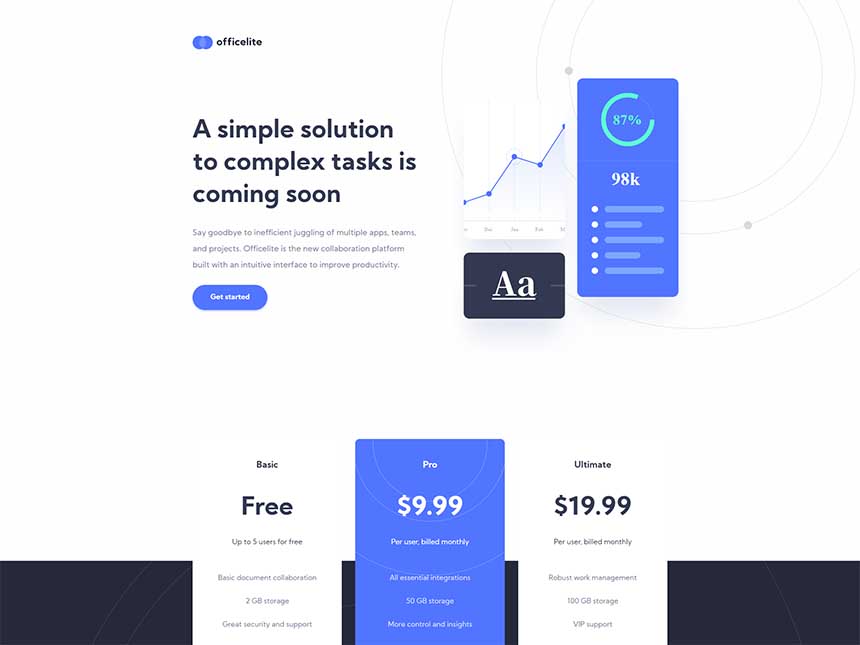 officelite
A simple solution
to complex tasks is
coming soon
Say goodbye to inefficient juggling of multiple apps, teams,
and projects. Officelite is the new collaboration platform
built with an intuitive interface to improve productivity.
Get started
87%
98k
Dec
Jan
Feb
Aa
Basic
Free
Up to 5 users for free
Basic document collaboration
2 GB storage
Great security and support
Pro
$9.99
Per user, billed monthly
All essential integrations
50 GB storage
More control and insights
Ultimate
$19.99
Per user, billed monthly
Robust work management
100 GB storage
VIP support